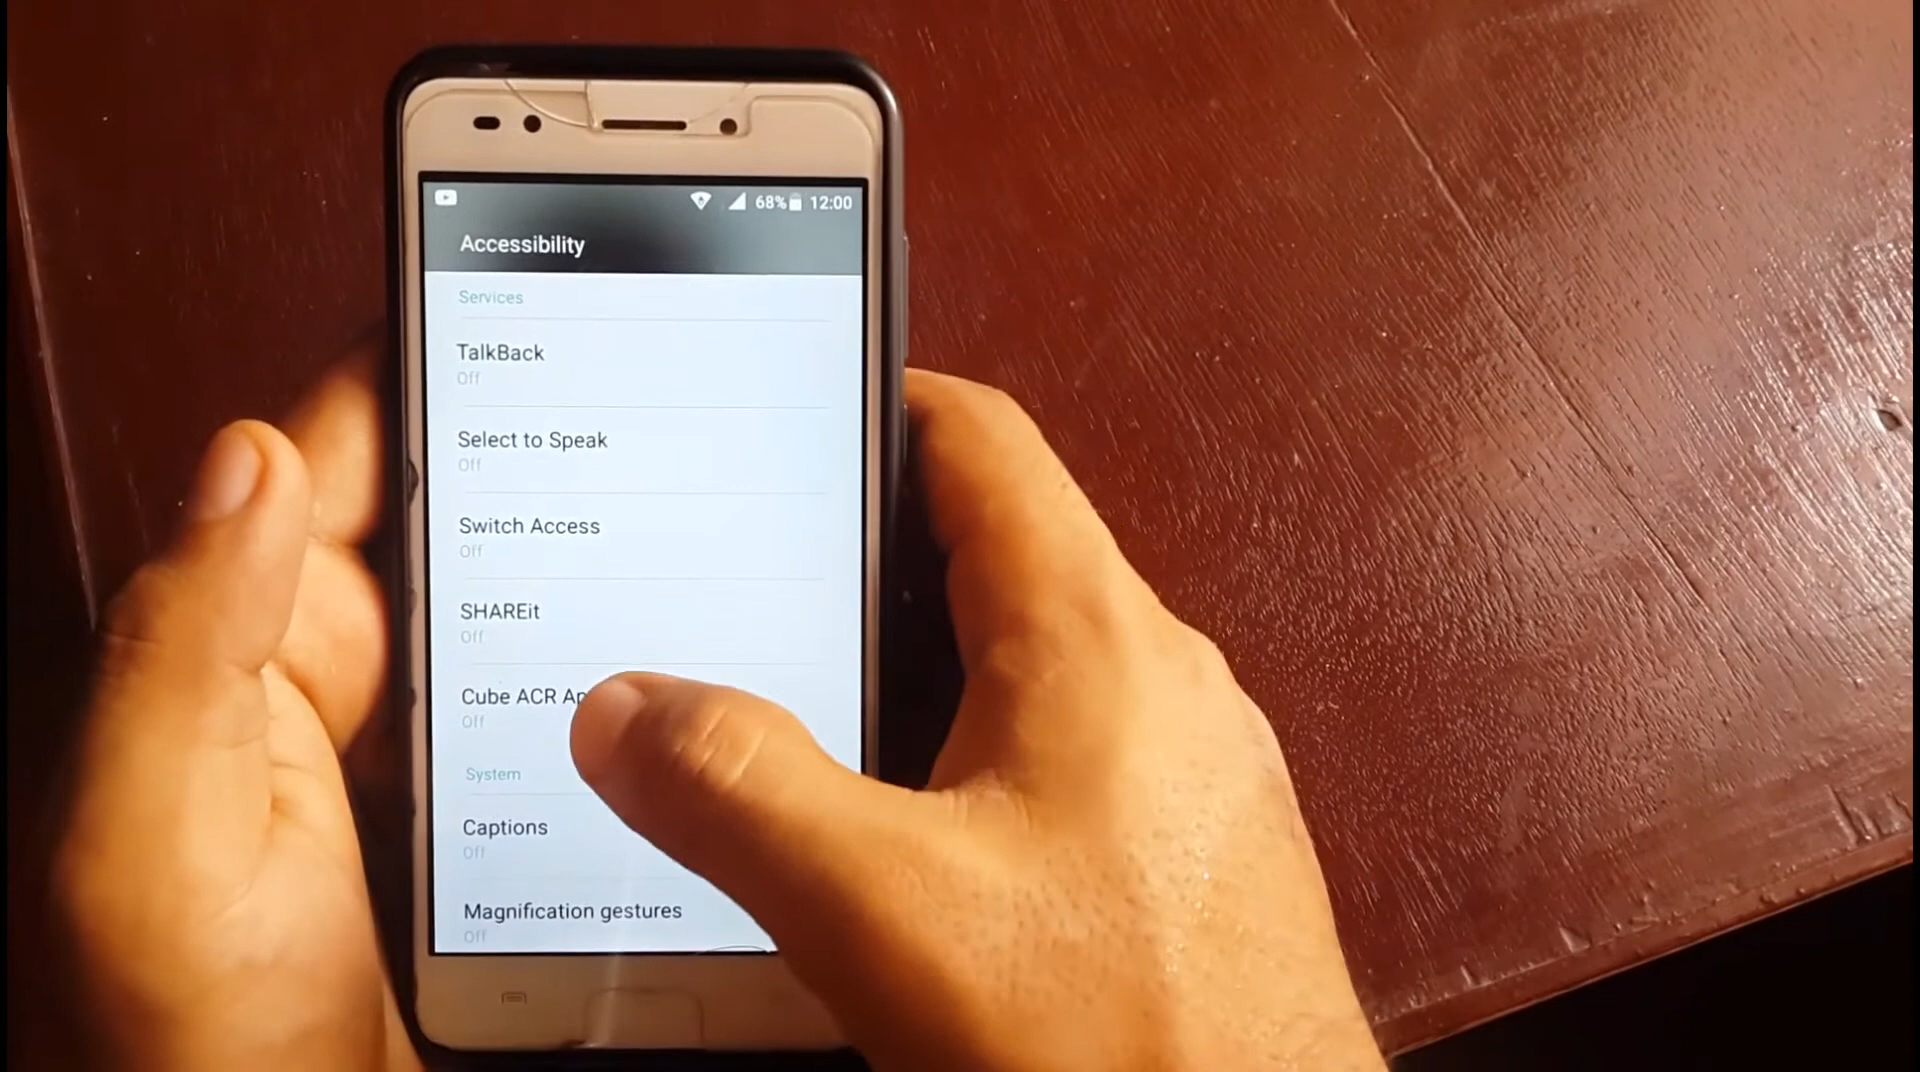 68% 12:00
Accessibility
Services
TalkBack
Off
Select to Speak
Off
Switch Access
Off
SHAREit
Off
Cube ACR
Off
System
Captions
Off
Magnification gestures
Off